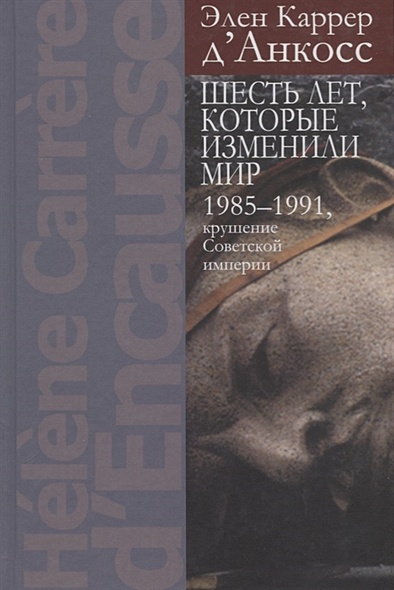 Элен Каррер
д’Анкосс
ШЕСТЬ ЛЕТ,
КОТОРЫЕ
ИЗМЕНИЛИ
МИР
1985–1991,
крушение
Советской
империи
Hélène Carrère
d’Encausse